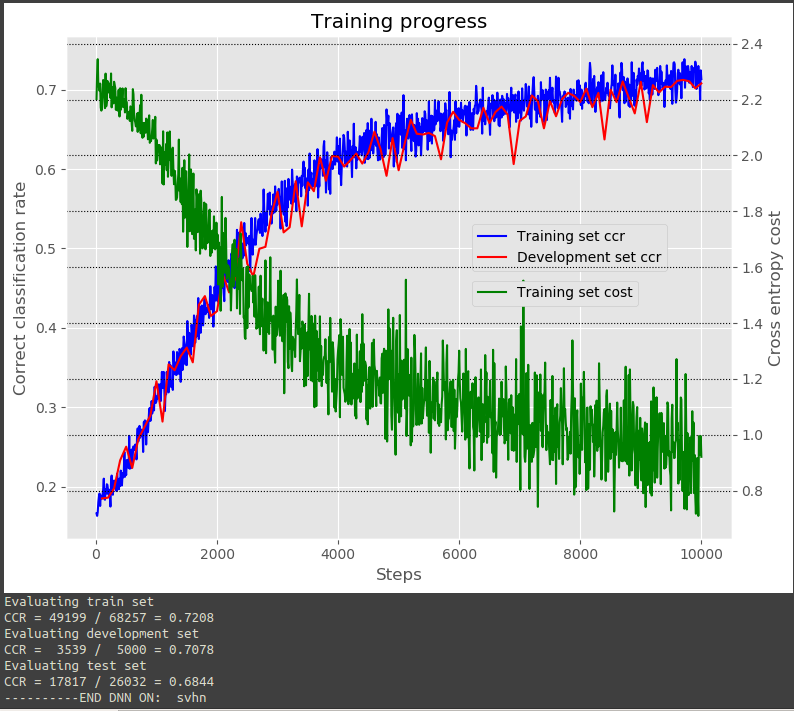 Training progress
2.4
0.7
2.2
2.0
0.6
1.8
Training set ccr
0.5
Development set ccr
1.6
Training set cost
0.4
1.4
Correct classification rate
Cross entropy cost
1.2
0.3
1.0
0.2
0.8
0 2000 4000 6000 8000 10000
Steps
Evaluating train set
CCR = 49199 / 68257 = 0.7208
Evaluating development set
CCR =  3539 /  5000 = 0.7078
Evaluating test set
CCR = 17817 / 26032 = 0.6844
----------END DNN ON:  svhn